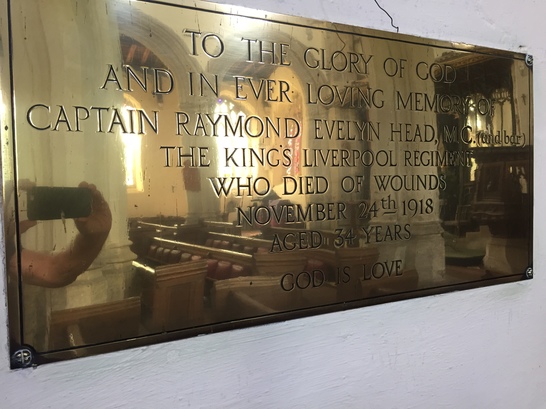 TO THE GLORY OF GOD
AND IN EVER LOVING MEMORY OF
CAPTAIN RAYMOND EVELYN HEAD, M.C. (and bar)
THE KING'S LIVERPOOL REGIMENT
WHO DIED OF WOUNDS
NOVEMBER 24th 1918
AGED 34 YEARS
GOD IS LOVE